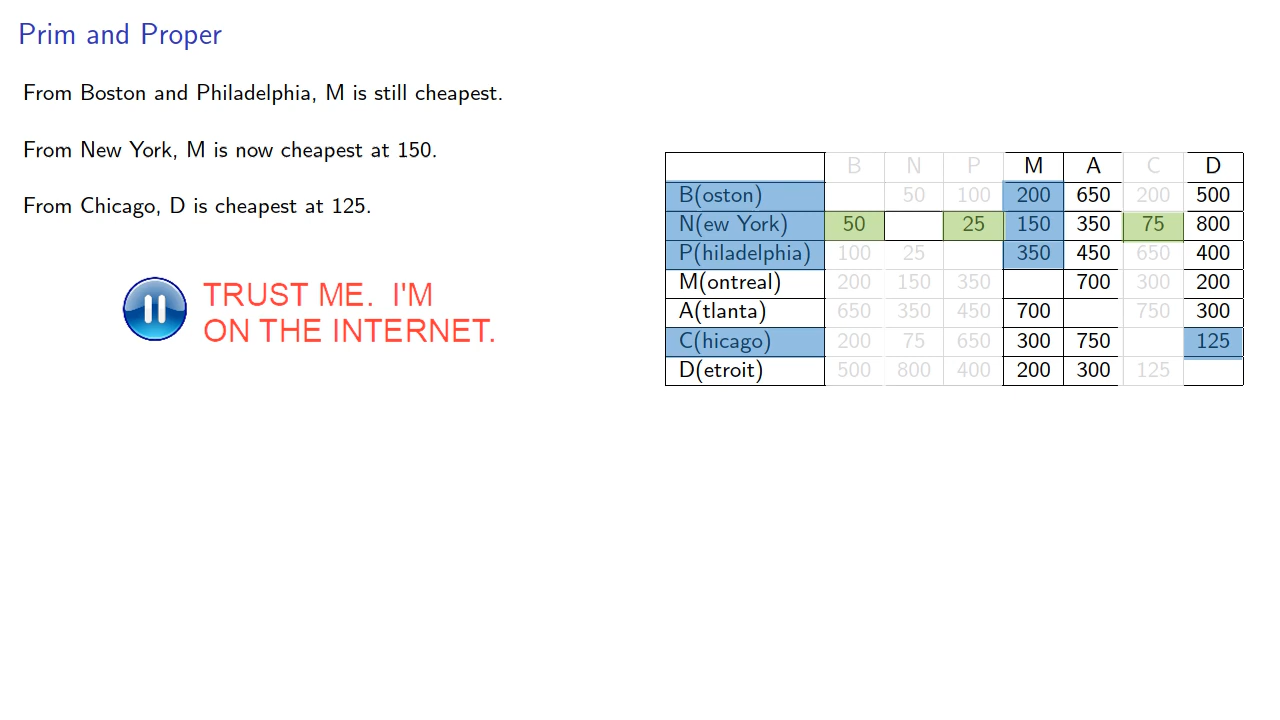 Prim and Proper
From Boston and Philadelphia, M is still cheapest.
From New York, M is now cheapest at 150.
From Chicago, D is cheapest at 125.
TRUST ME. I'M
ON THE INTERNET.
B N P M A C D
B(oston) 50 100 200 650 200 500
N(ew York) 50 25 150 350 75 800
P(hiladelphia) 100 25 350 450 650 400
M(ontreal) 200 150 350 700 300 200
A(tlanta) 650 350 450 700 750 300
C(hicago) 200 75 650 300 750 125
D(etroit) 500 800 400 200 300 125